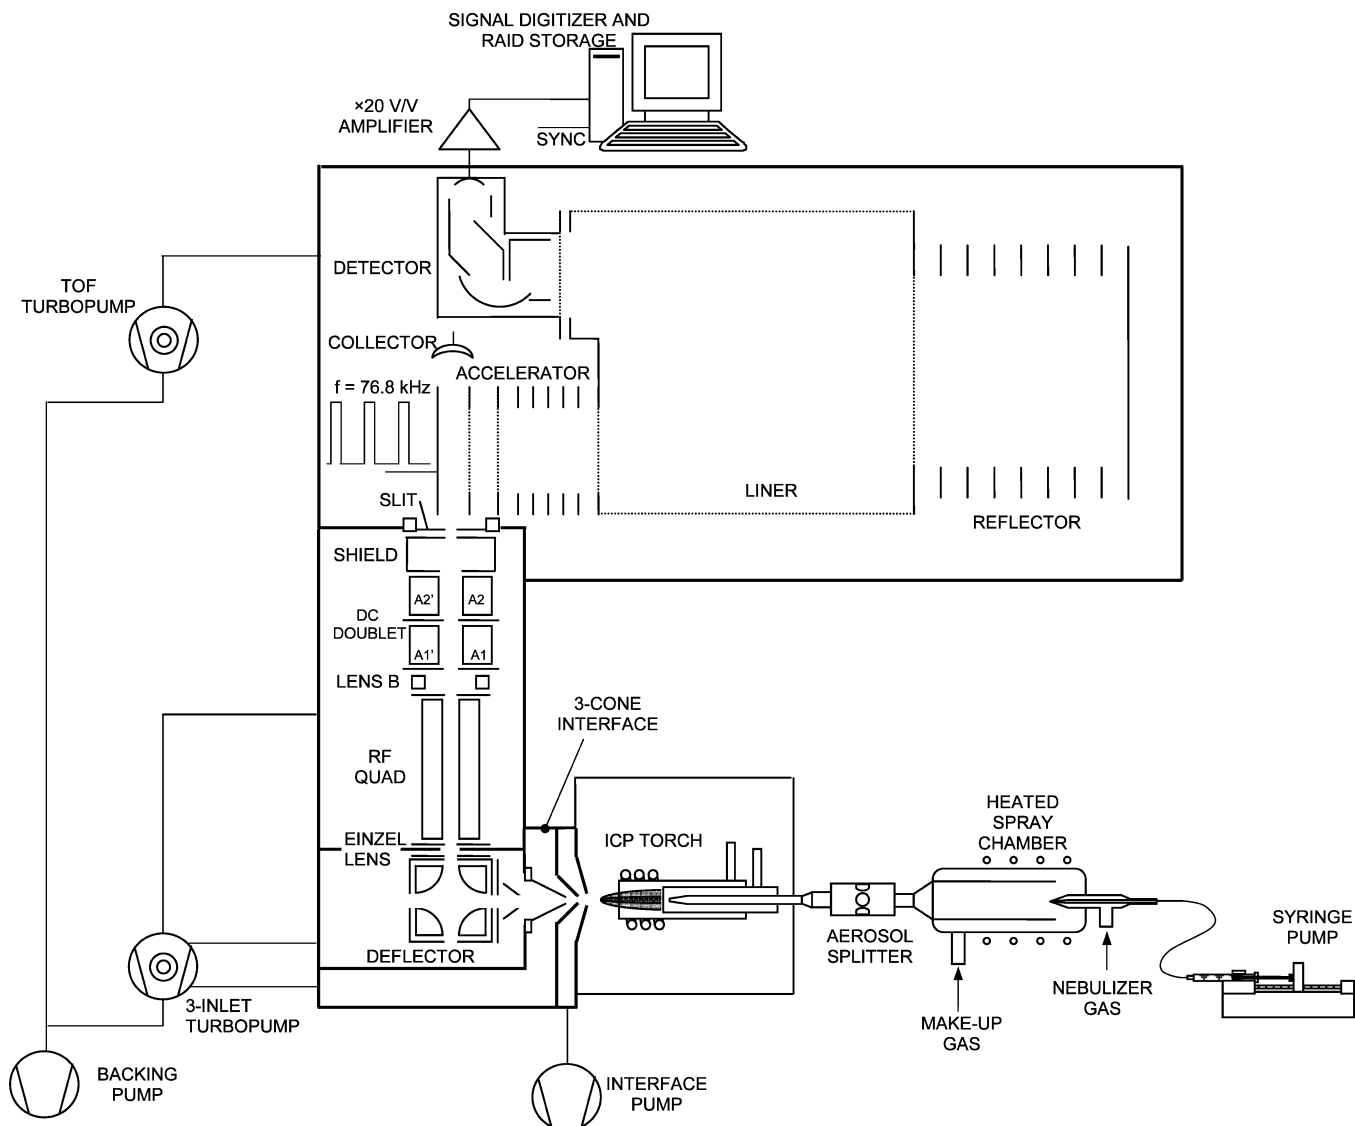 SIGNAL DIGITIZER AND
RAID STORAGE
×20 V/V
AMPLIFIER
SYNC
DETECTOR
TOF
TURBOPUMP
COLLECTOR
ACCELERATOR
f = 76.8 kHz
SLIT
LINER
REFLECTOR
SHIELD
A2'
A2
DC
DOUBLET
A1'
A1
LENS B
3-CONE
INTERFACE
RF
QUAD
EINZEL
LENS
ICP TORCH
HEATED
SPRAY
CHAMBER
DEFLECTOR
AEROSOL
SPLITTER
SYRINGE
PUMP
3-INLET
TURBOPUMP
NEBULIZER
GAS
MAKE-UP
GAS
BACKING
PUMP
INTERFACE
PUMP